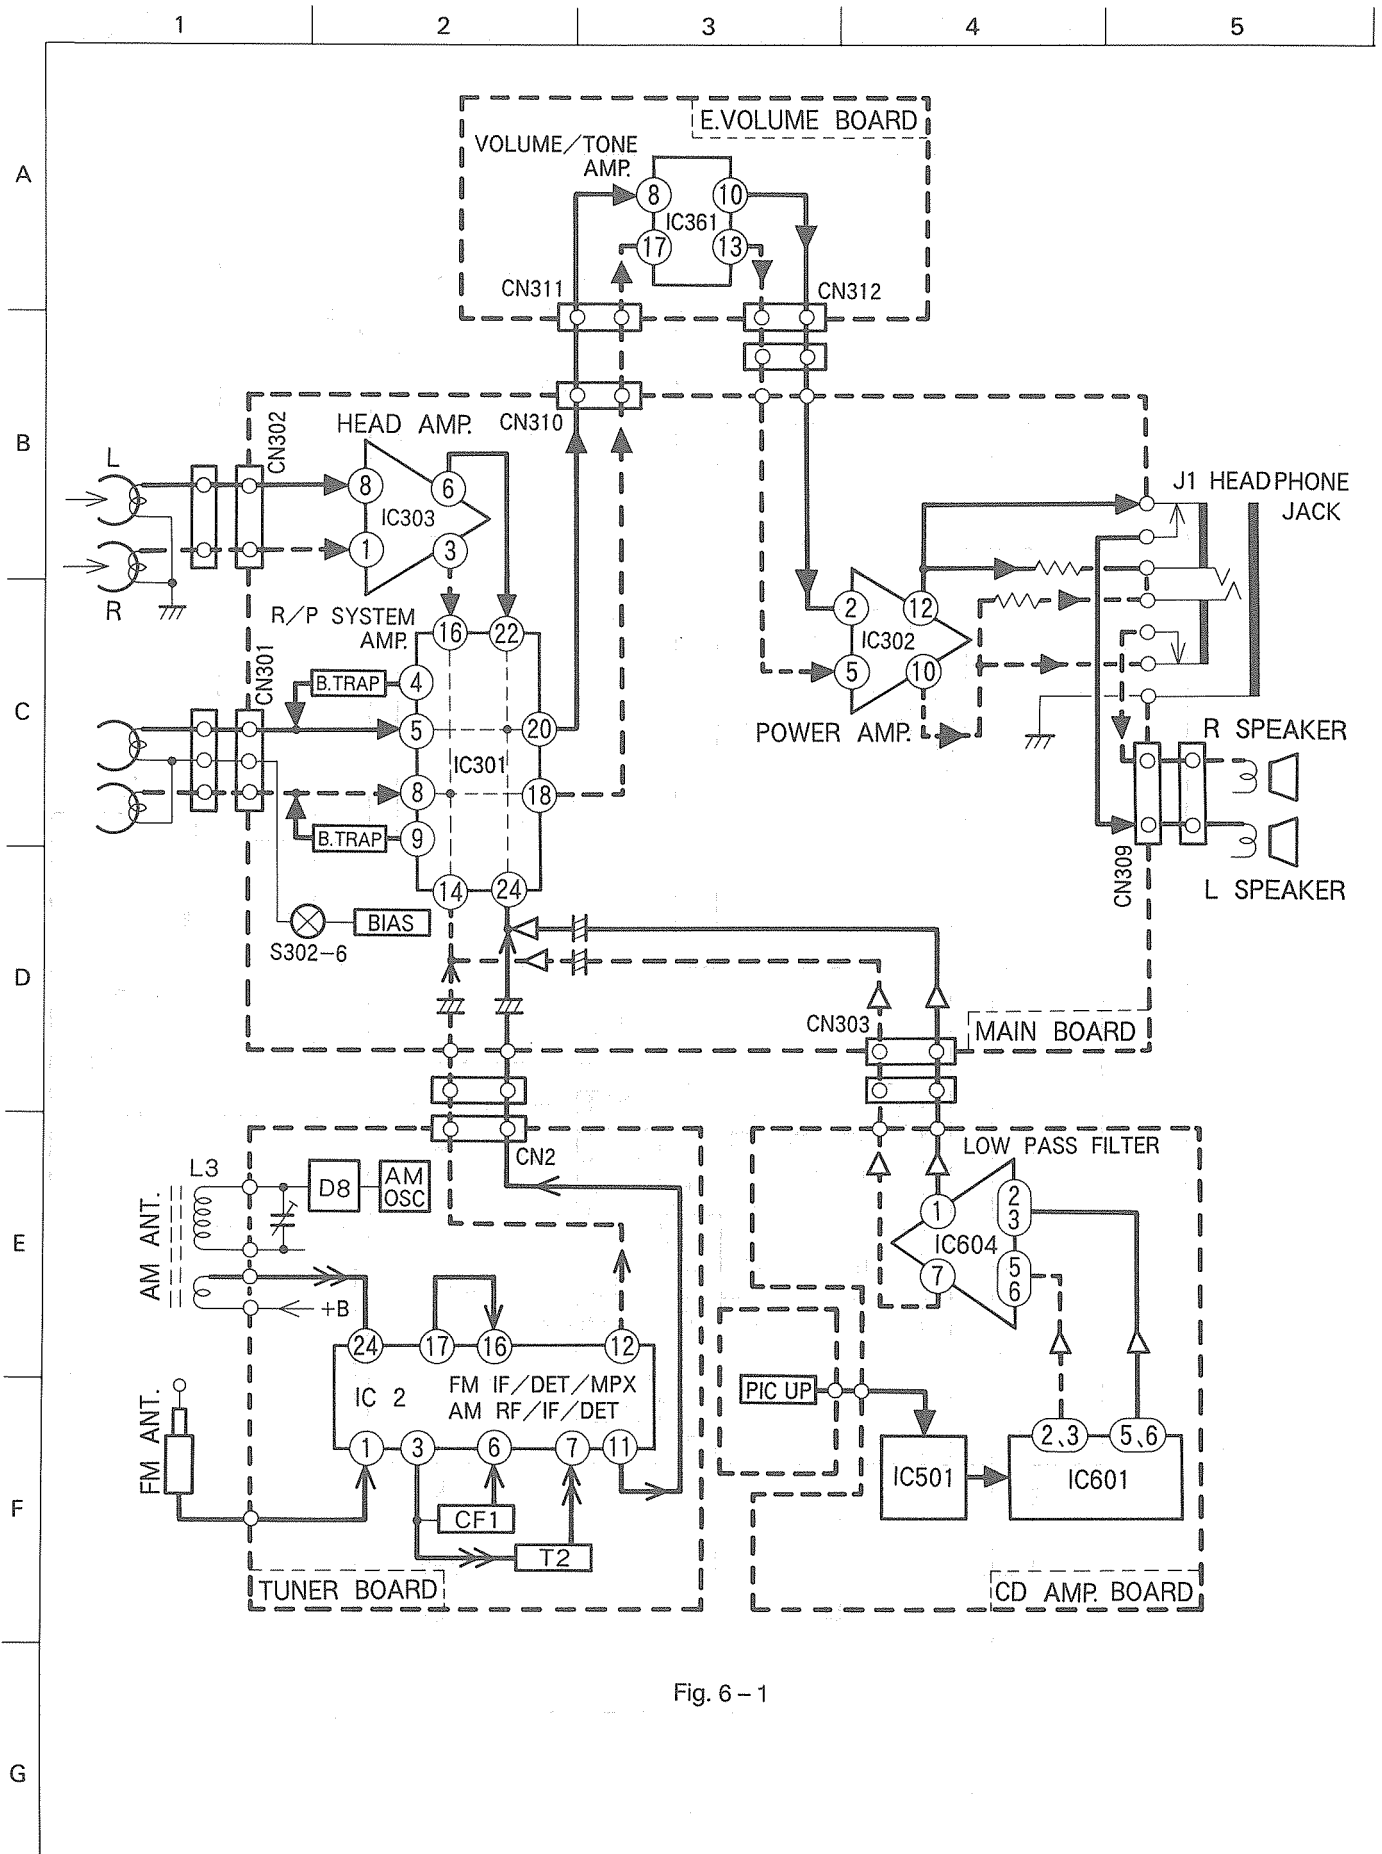 1 2 3 4 5
A
B
C
D
E
F
G
E.VOLUME BOARD
VOLUME/TONE
AMP.
8 10
IC361
17 13
CN311
CN312
CN302
HEAD AMP.
CN310
L
8 6
IC303
1 3
R
J1 HEADPHONE
JACK
R/P SYSTEM
AMP.
16 22
CN301
B.TRAP 4
5 20
IC301
8 18
B.TRAP 9
14 24
2 12
IC302
5 10
POWER AMP.
R SPEAKER
CN309
L SPEAKER
BIAS
S302-6
CN303
MAIN BOARD
CN2
L3
D8
AM
OSC
AM ANT.
+B
24 17 16 12
IC 2
FM IF/DET/MPX
AM RF/IF/DET
1 3 6 7 11
FM ANT.
CF1
T2
TUNER BOARD
LOW PASS FILTER
1
2
3
IC604
7
5
6
PIC UP
2、3 5、6
IC501
IC601
CD AMP. BOARD
Fig. 6-1